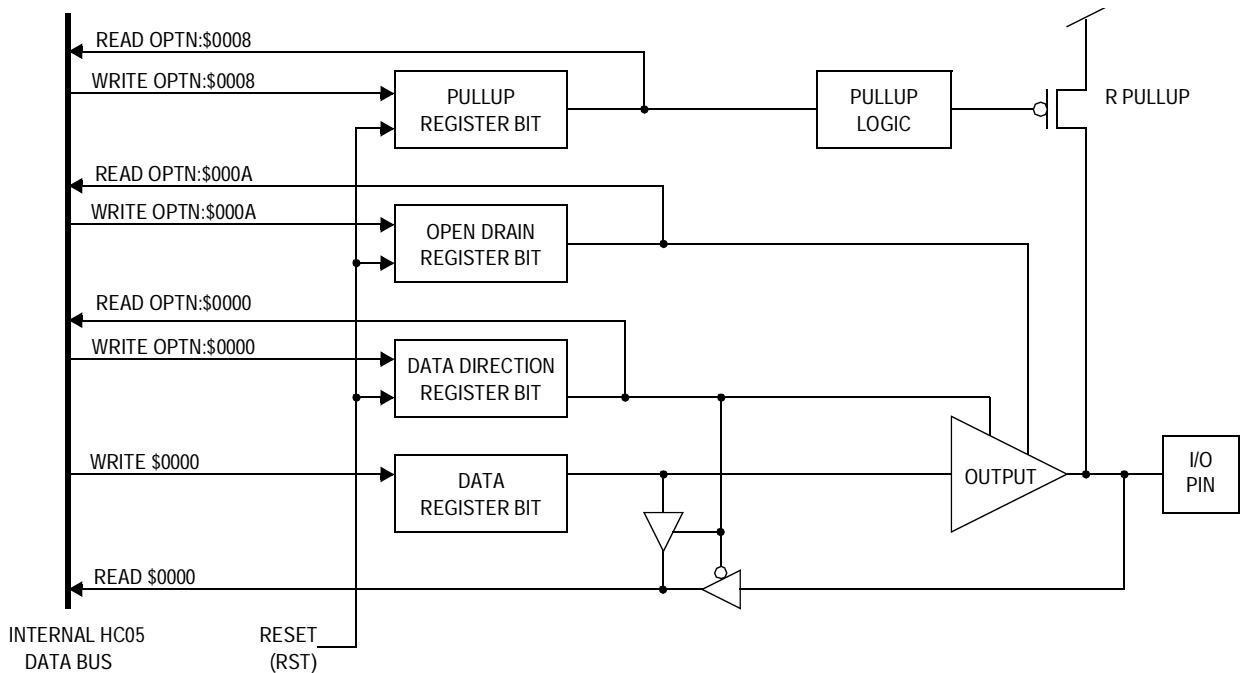 READ OPTN:$0008
WRITE OPTN:$0008
PULLUP
REGISTER BIT
PULLUP
LOGIC
R PULLUP
READ OPTN:$000A
WRITE OPTN:$000A
OPEN DRAIN
REGISTER BIT
READ OPTN:$0000
WRITE OPTN:$0000
DATA DIRECTION
REGISTER BIT
WRITE $0000
DATA
REGISTER BIT
OUTPUT
I/O
PIN
READ $0000
INTERNAL HC05
DATA BUS
RESET
(RST)